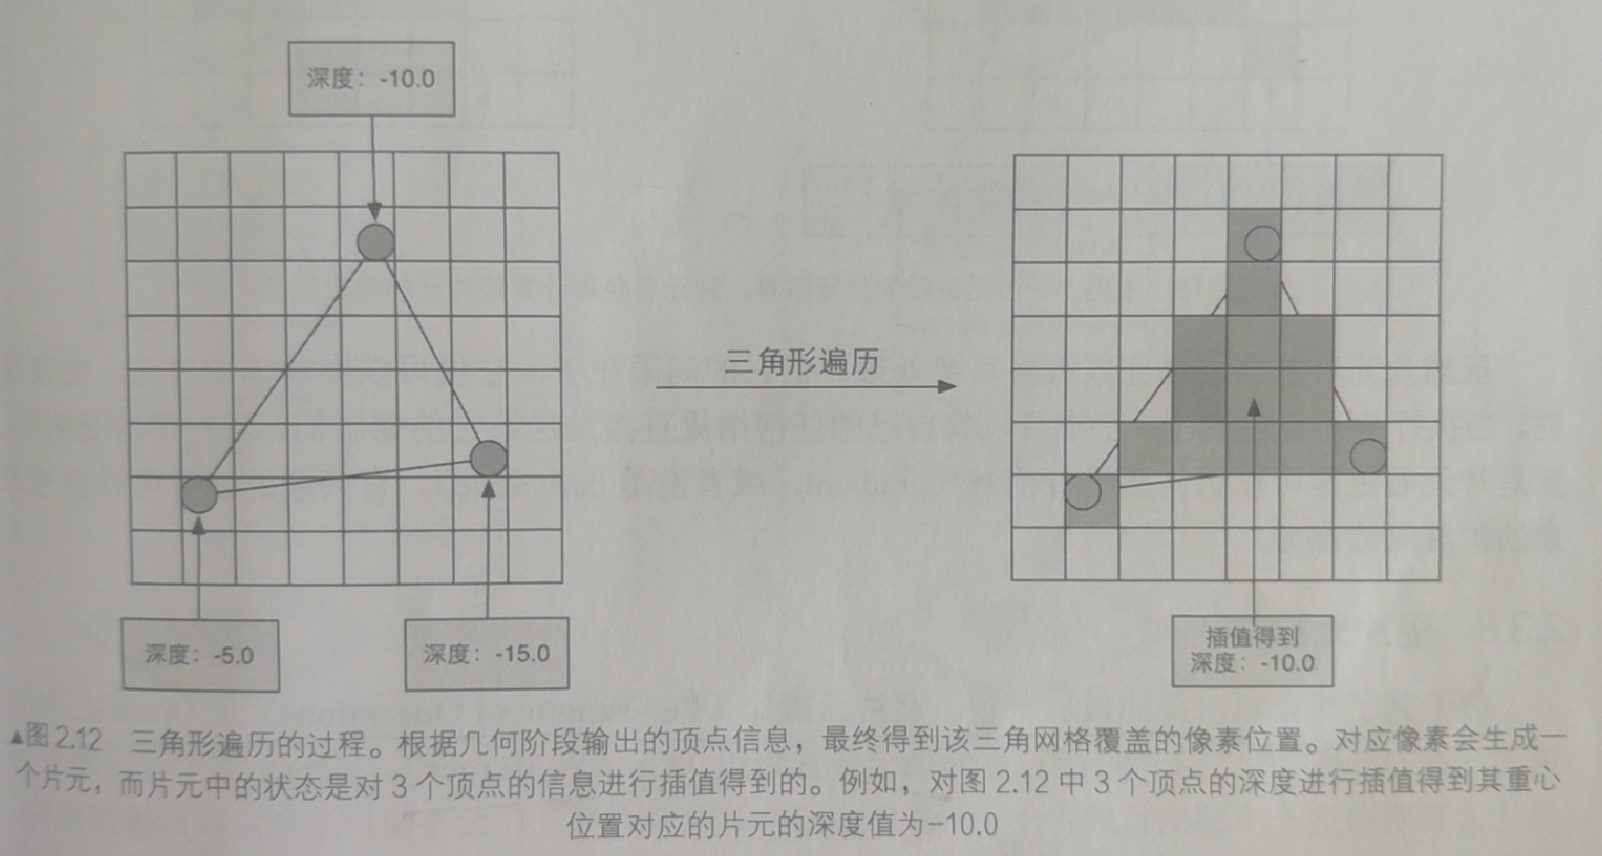 深度：-10.0
三角形遍历
深度：-5.0
深度：-15.0
插值得到
深度：-10.0
▲图2.12 三角形遍历的过程。根据几何阶段输出的顶点信息，最终得到该三角网格覆盖的像素位置。对应像素会生成一
个片元，而片元中的状态是对3个顶点的信息进行插值得到的。例如，对图2.12中3个顶点的深度进行插值得到其重心
位置对应的片元的深度值为-10.0